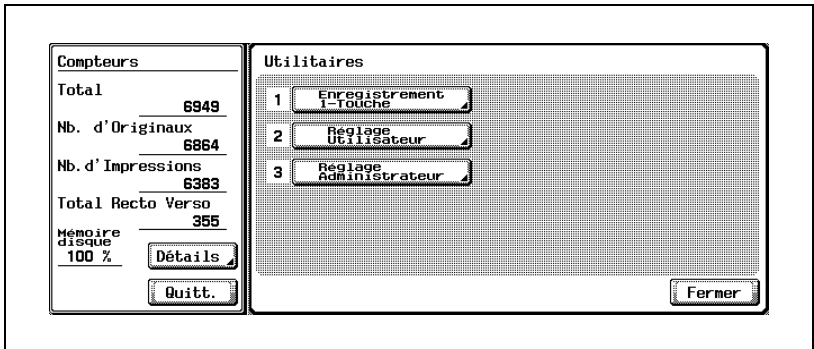 Compteurs
Total
6949
Nb. d'Originaux
6864
Nb.d'Impressions
6383
Total Recto Verso
355
Mémoire
disque
100 %
Détails
Quitt.
Utilitaires
1 Enregistrement
1-Touche
2 Réglage
Utilisateur
3 Réglage
Administrateur
Fermer